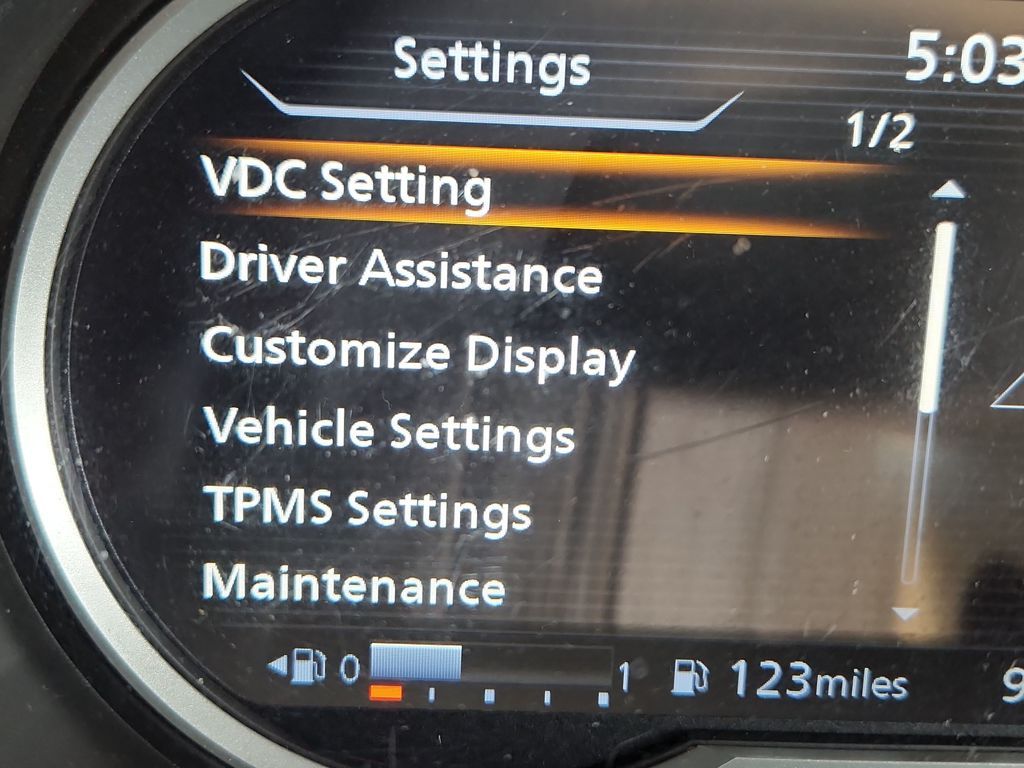 Settings
5:03
1/2
VDC Setting
Driver Assistance
Customize Display
Vehicle Settings
TPMS Settings
Maintenance
0 1 123miles 9